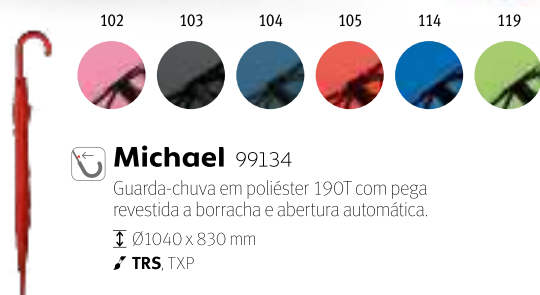 102 103 104 105 114 119
Michael 99134
Guarda-chuva em poliéster 190T com pega
revestida a borracha e abertura automática.
Ø1040 x 830 mm
TRS, TXP